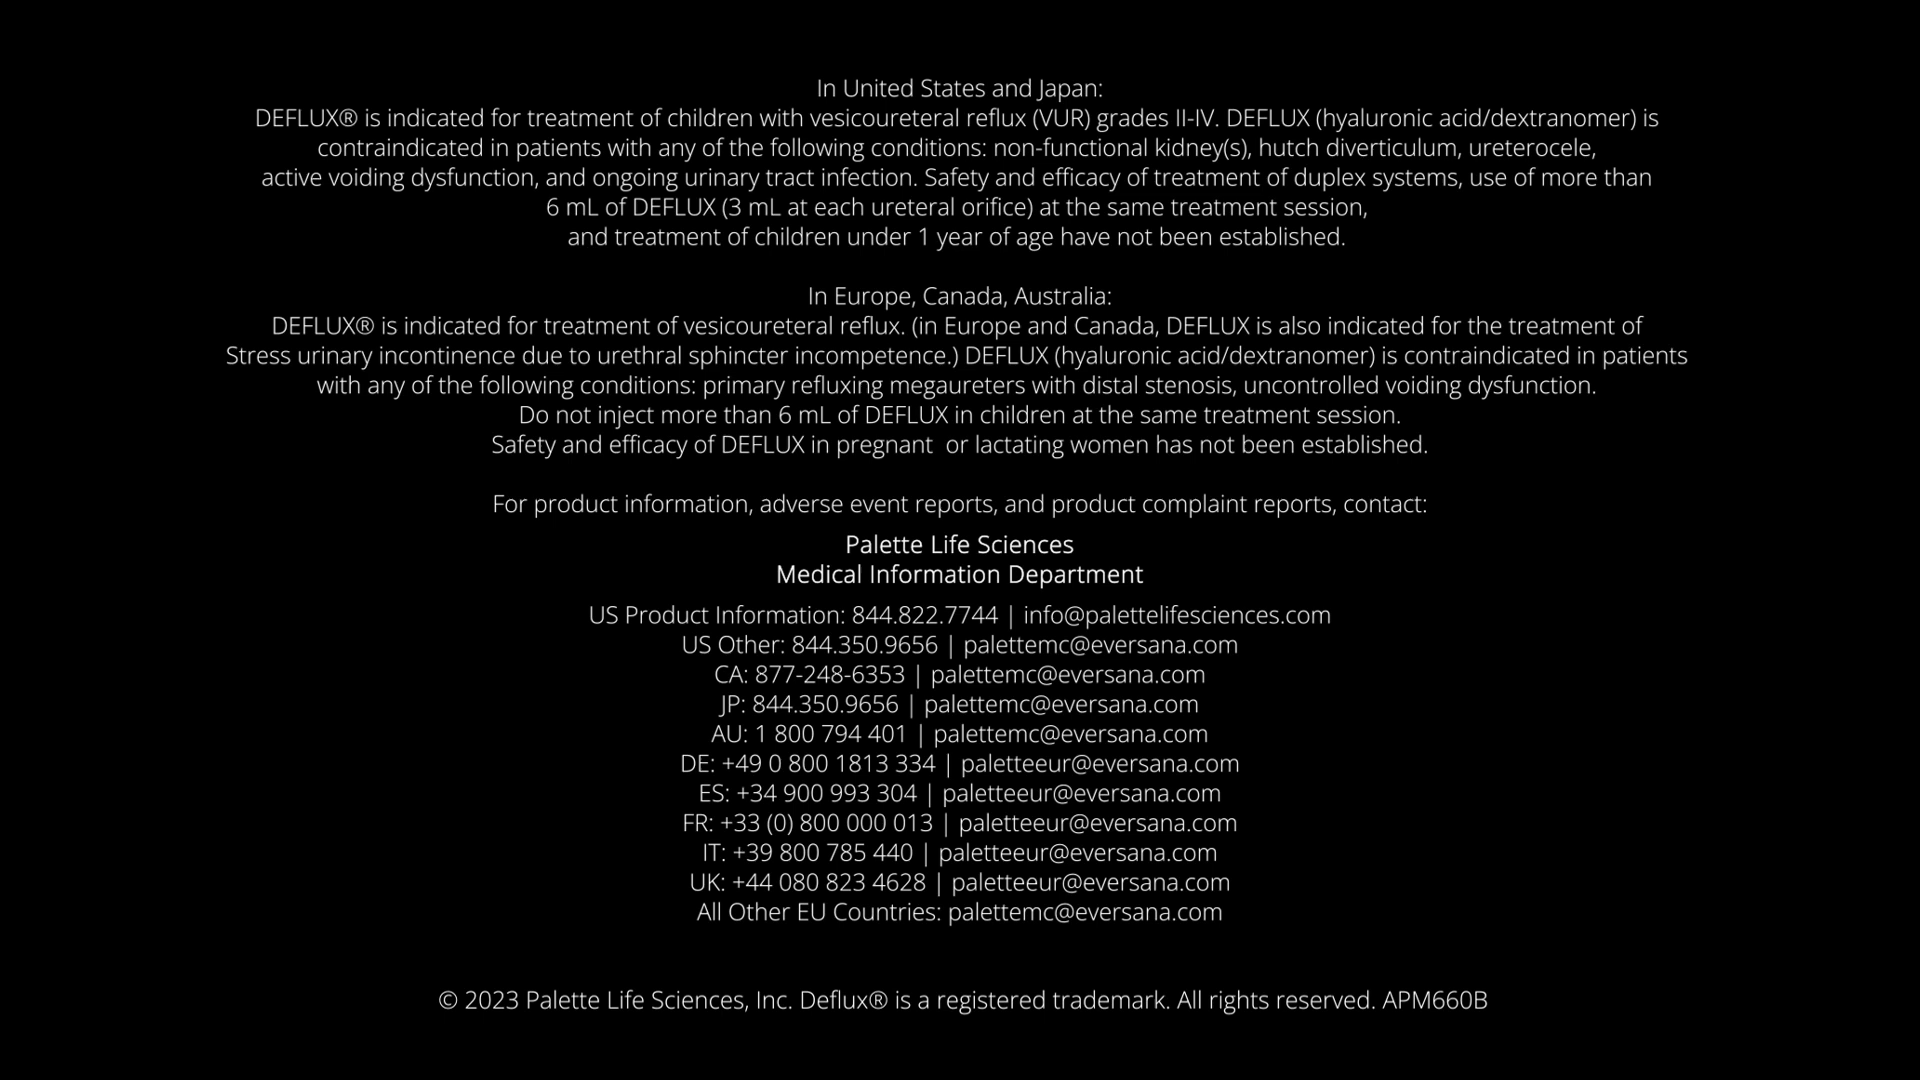 In United States and Japan:
DEFLUX® is indicated for treatment of children with vesicoureteral reflux (VUR) grades II-IV. DEFLUX (hyaluronic acid/dextranomer) is
contraindicated in patients with any of the following conditions: non-functional kidney(s), hutch diverticulum, ureterocele,
active voiding dysfunction, and ongoing urinary tract infection. Safety and efficacy of treatment of duplex systems, use of more than
6 mL of DEFLUX (3 mL at each ureteral orifice) at the same treatment session,
and treatment of children under 1 year of age have not been established.
In Europe, Canada, Australia:
DEFLUX® is indicated for treatment of vesicoureteral reflux. (in Europe and Canada, DEFLUX is also indicated for the treatment of
Stress urinary incontinence due to urethral sphincter incompetence.) DEFLUX (hyaluronic acid/dextranomer) is contraindicated in patients
with any of the following conditions: primary refluxing megaureters with distal stenosis, uncontrolled voiding dysfunction.
Do not inject more than 6 mL of DEFLUX in children at the same treatment session.
Safety and efficacy of DEFLUX in pregnant  or lactating women has not been established.
For product information, adverse event reports, and product complaint reports, contact:
Palette Life Sciences
Medical Information Department
US Product Information: 844.822.7744 | info@palettelifesciences.com
US Other: 844.350.9656 | palettemc@eversana.com
CA: 877-248-6353 | palettemc@eversana.com
JP: 844.350.9656 | palettemc@eversana.com
AU: 1 800 794 401 | palettemc@eversana.com
DE: +49 0 800 1813 334 | paletteeur@eversana.com
ES: +34 900 993 304 | paletteeur@eversana.com
FR: +33 (0) 800 000 013 | paletteeur@eversana.com
IT: +39 800 785 440 | paletteeur@eversana.com
UK: +44 080 823 4628 | paletteeur@eversana.com
All Other EU Countries: palettemc@eversana.com
© 2023 Palette Life Sciences, Inc. Deflux® is a registered trademark. All rights reserved. APM660B